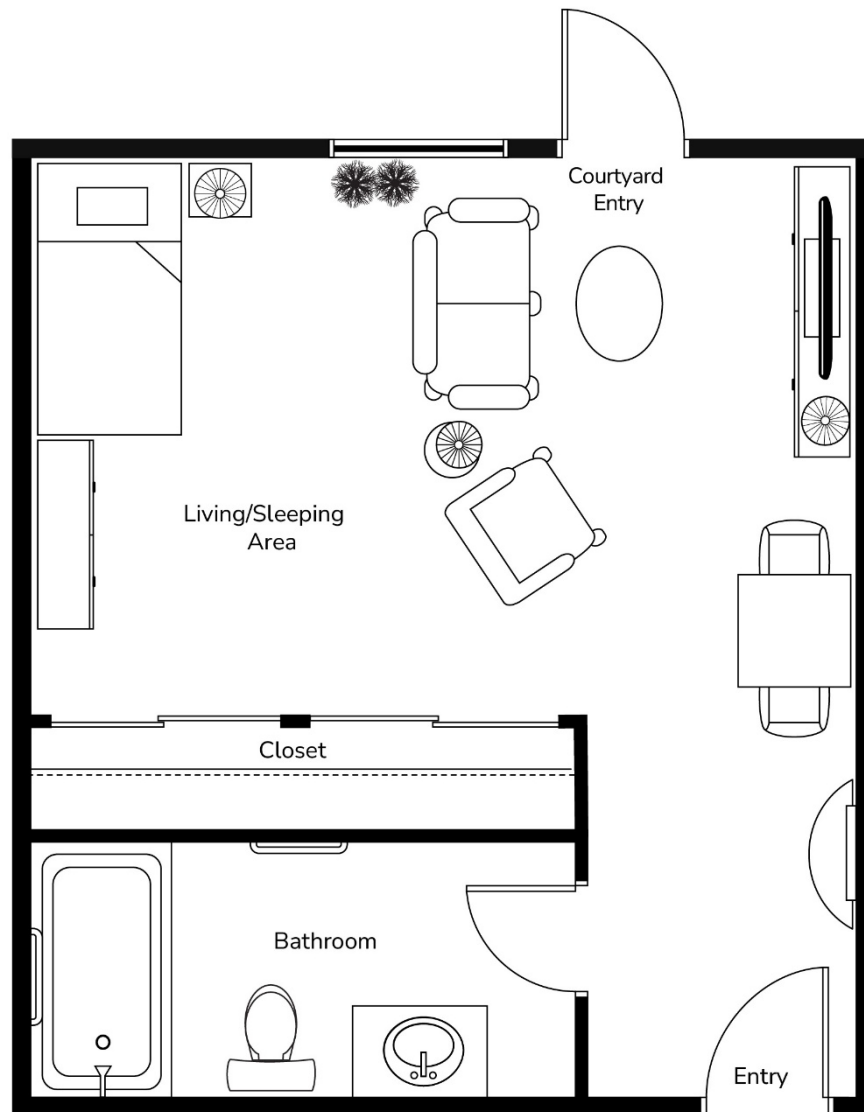 Courtyard
Entry
Living/Sleeping
Area
Closet
Bathroom
Entry